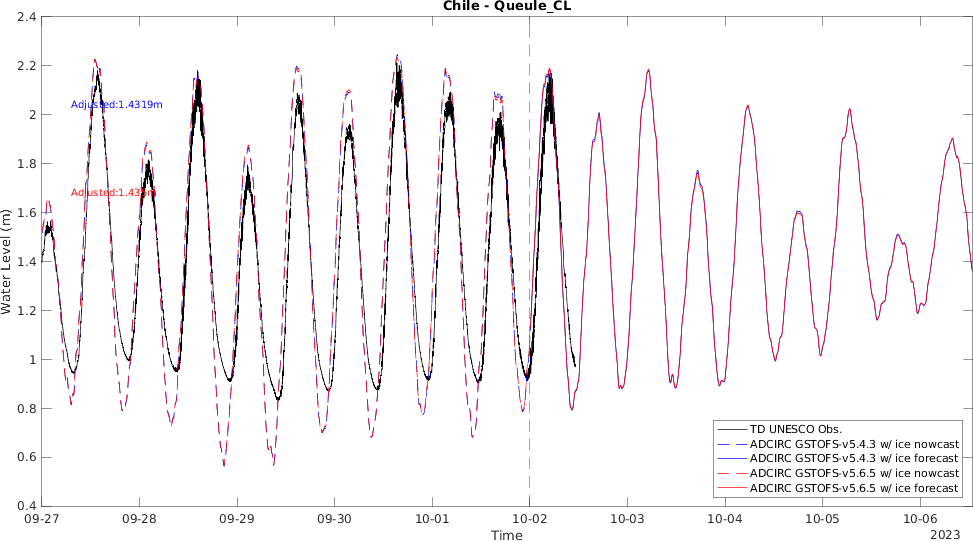 Chile - Queule_CL
2.4
2.2
2
1.8
1.6
1.4
1.2
1
0.8
0.6
0.4
Water Level (m)
Adjusted:1.4319m
TD UNESCO Obs.
ADCIRC GSTOFS-v5.4.3 w/ ice nowcast
ADCIRC GSTOFS-v5.4.3 w/ ice forecast
ADCIRC GSTOFS-v5.6.5 w/ ice nowcast
ADCIRC GSTOFS-v5.6.5 w/ ice forecast
09-27 09-28 09-29 09-30 10-01 10-02 10-03 10-04 10-05 10-06
Time
2023